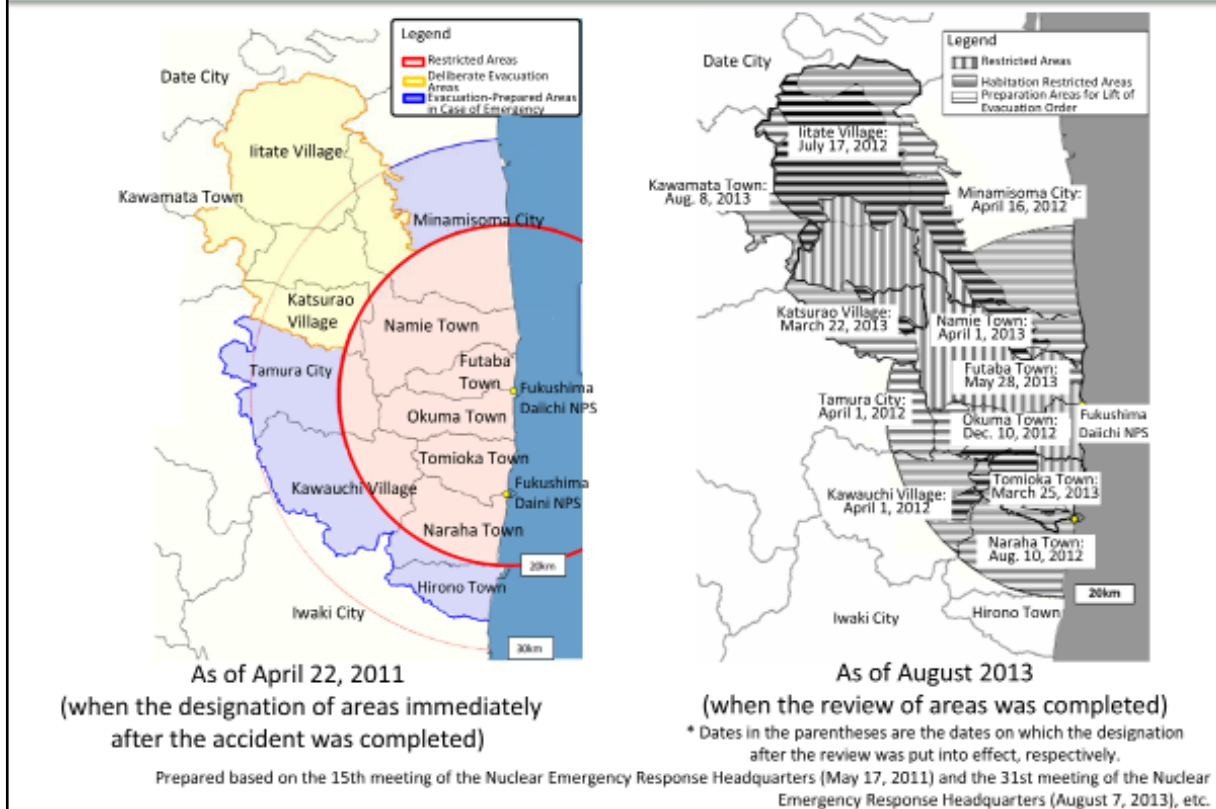 Legend
Restricted Areas
Deliberate Evacuation
Areas
Evacuation-Prepared Areas
in Case of Emergency
Date City
Iitate Village
Kawamata Town
Minamisoma City
Katsurao
Village
Namie Town
Futaba
Town
Tamura City
Fukushima
Daiichi NPS
Okuma Town
Tomioka Town
Kawauchi Village
Fukushima
Daini NPS
Naraha Town
20km
Hirono Town
Iwaki City
30km
As of April 22, 2011
(when the designation of areas immediately
after the accident was completed)
Legend
Restricted Areas
Habitation Restricted Areas
Preparation Areas for Lift of
Evacuation Order
Date City
Iitate Village:
July 17, 2012
Kawamata Town:
Aug. 8, 2013
Minamisoma City:
April 16, 2012
Katsurao Village:
March 22, 2013
Namie Town:
April 1, 2013
Futaba Town:
May 28, 2013
Tamura City:
April 1, 2012
Okuma Town:
Dec. 10, 2012
Fukushima
Daiichi NPS
Tomioka Town:
March 25, 2013
Kawauchi Village:
April 1, 2012
Naraha Town:
Aug. 10, 2012
20km
Iwaki City
Hirono Town
As of August 2013
(when the review of areas was completed)
* Dates in the parentheses are the dates on which the designation
after the review was put into effect, respectively.
Prepared based on the 15th meeting of the Nuclear Emergency Response Headquarters (May 17, 2011) and the 31st meeting of the Nuclear
Emergency Response Headquarters (August 7, 2013), etc.